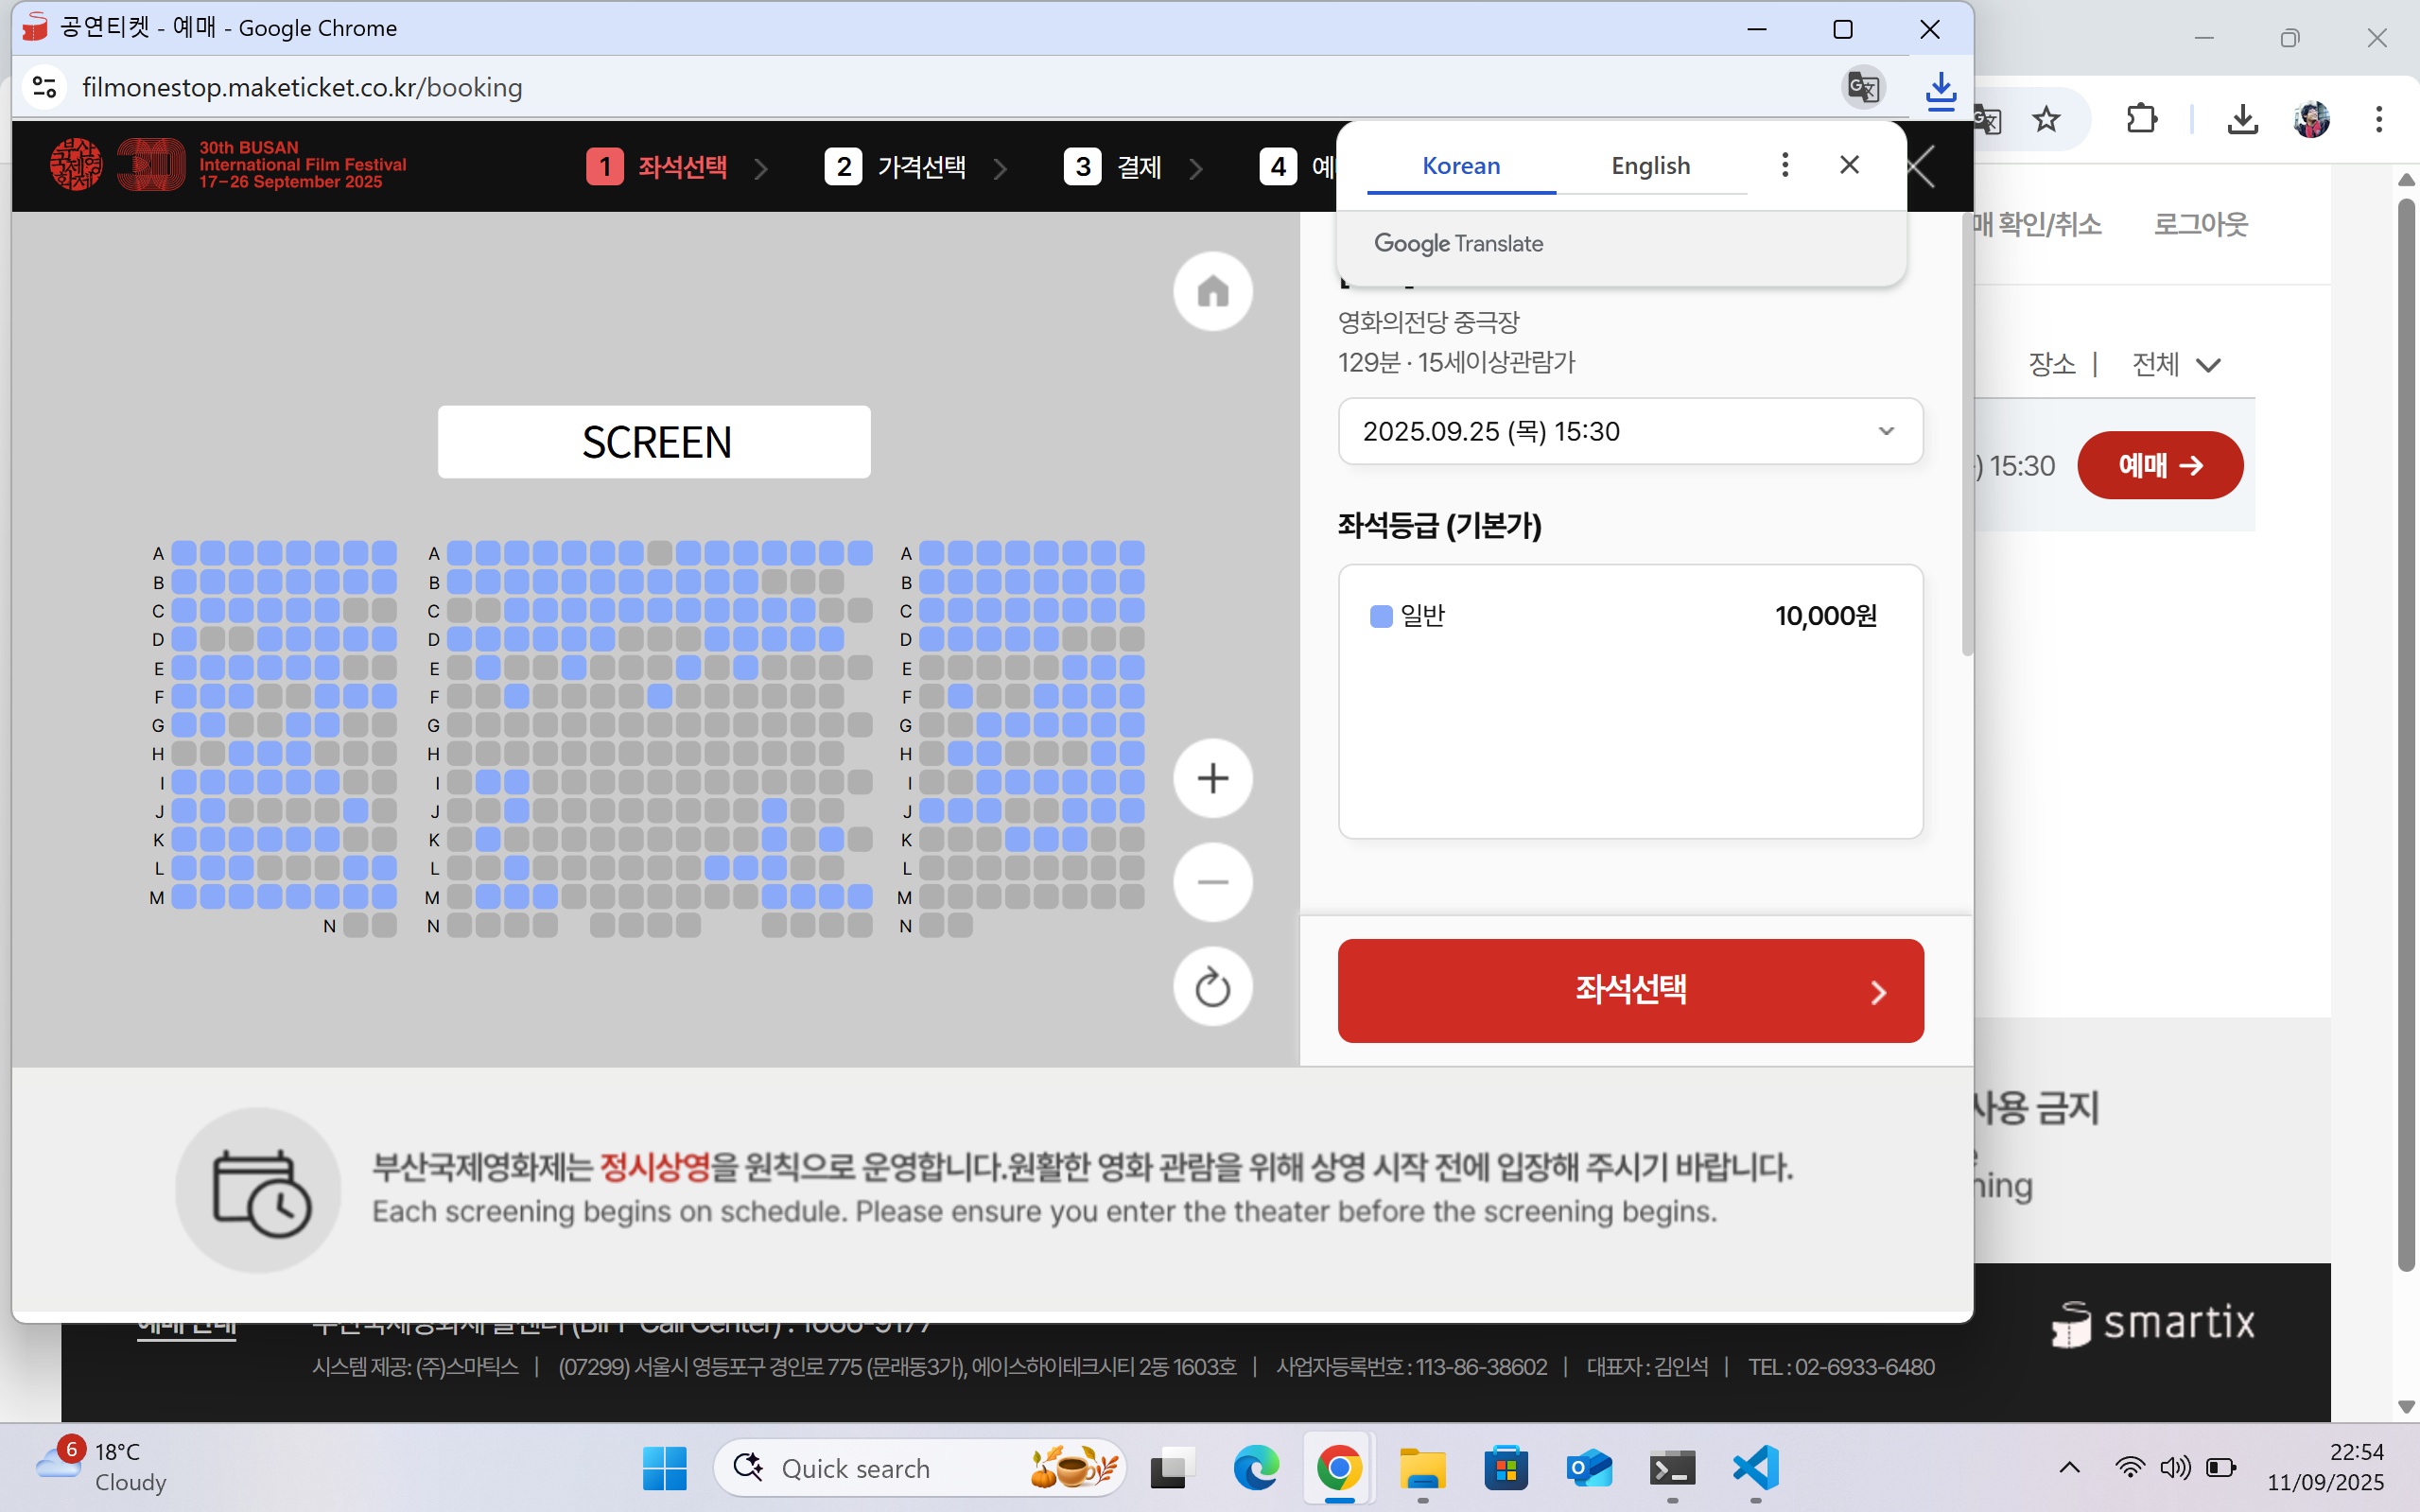 공연티켓 - 예매 - Google Chrome
filmonestop.maketicket.co.kr/booking
30th BUSAN
International Film Festival
17–26 September 2025
1 좌석선택
2 가격선택
3 결제
4
Korean English
Google Translate
영화의전당 중극장
129분 · 15세이상관람가
2025.09.25 (목) 15:30
좌석등급 (기본가)
일반 10,000원
좌석선택
SCREEN
A A A
B B B
C C C
D D D
E E E
F F F
G G G
H H H
I I I
J J J
K K K
L L L
M M M
N N N
부산국제영화제는 정시상영을 원칙으로 운영합니다.원활한 영화 관람을 위해 상영 시작 전에 입장해 주시기 바랍니다.
Each screening begins on schedule. Please ensure you enter the theater before the screening begins.
확인/취소 로그아웃
장소 | 전체
15:30 예매
금지
smartix
시스템 제공: (주)스마틱스 | (07299) 서울시 영등포구 경인로 775 (문래동3가), 에이스하이테크시티 2동 1603호 | 사업자등록번호 : 113-86-38602 | 대표자 : 김인석 | TEL : 02-6933-6480
6 18°C
Cloudy
Quick search
22:54
11/09/2025